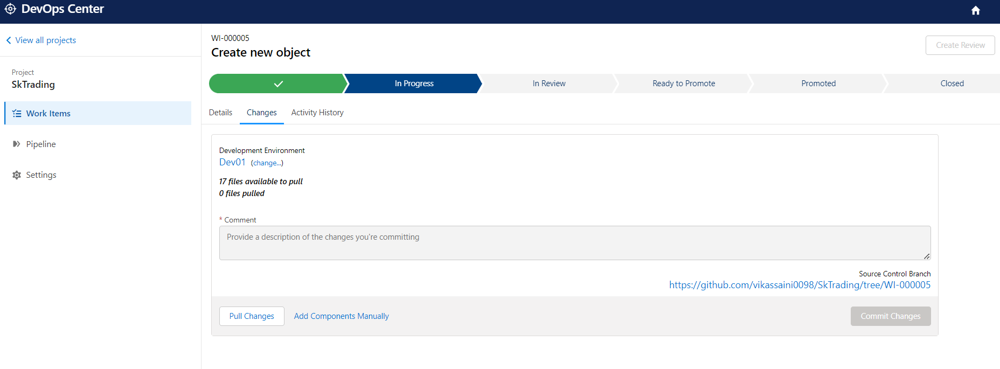 DevOps Center
View all projects
Project
SkTrading
Work Items
Pipeline
Settings
WI-000005
Create new object
Create Review
In Progress
In Review
Ready to Promote
Promoted
Closed
Details
Changes
Activity History
Development Environment
Dev01 (change...)
17 files available to pull
0 files pulled
* Comment
Provide a description of the changes you're committing
Source Control Branch
https://github.com/vikassaini0098/SkTrading/tree/WI-000005
Pull Changes
Add Components Manually
Commit Changes